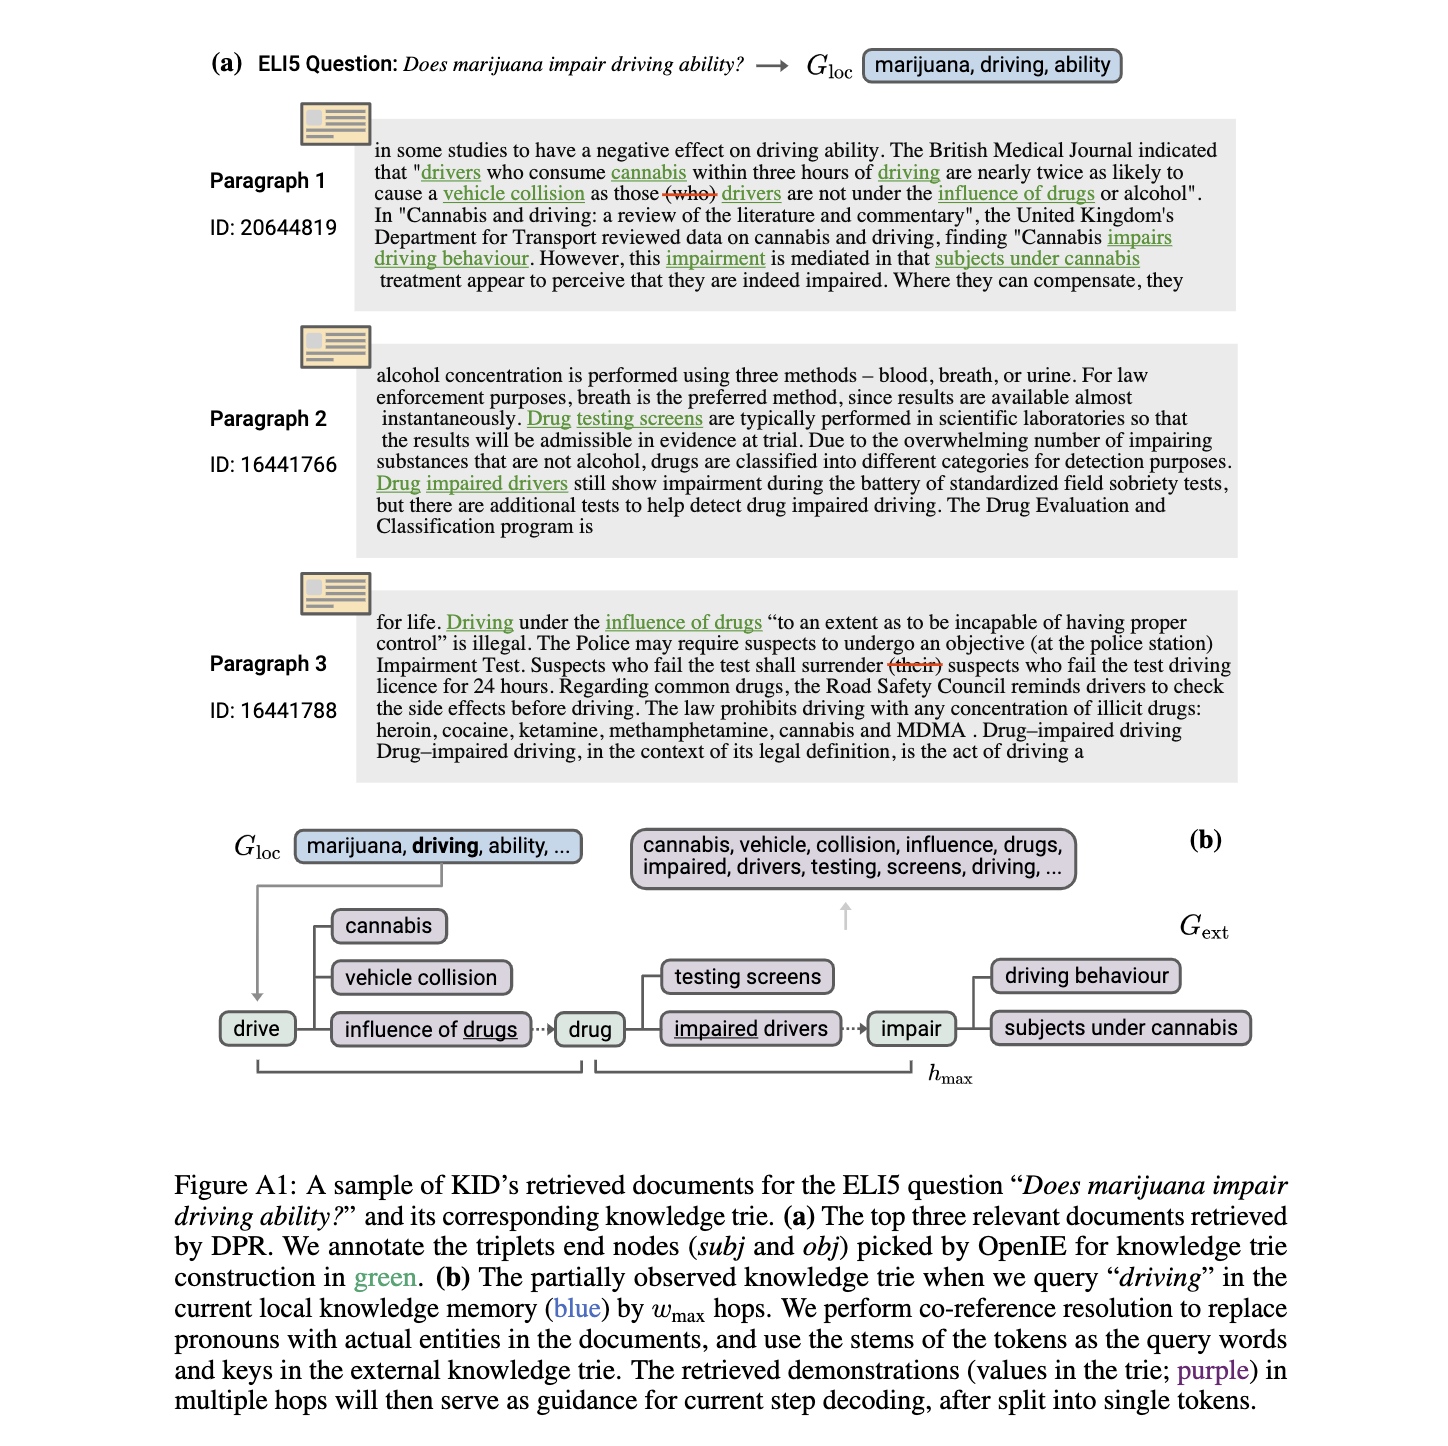 (a) ELI5 Question: Does marijuana impair driving ability? → Gloc marijuana, driving, ability
in some studies to have a negative effect on driving ability. The British Medical Journal indicated
that "drivers who consume cannabis within three hours of driving are nearly twice as likely to
Paragraph 1
cause a vehicle collision as those (who) drivers are not under the influence of drugs or alcohol".
In "Cannabis and driving: a review of the literature and commentary", the United Kingdom's
ID: 20644819
Department for Transport reviewed data on cannabis and driving, finding "Cannabis impairs
driving behaviour. However, this impairment is mediated in that subjects under cannabis
treatment appear to perceive that they are indeed impaired. Where they can compensate, they
alcohol concentration is performed using three methods – blood, breath, or urine. For law
enforcement purposes, breath is the preferred method, since results are available almost
Paragraph 2
instantaneously. Drug testing screens are typically performed in scientific laboratories so that
the results will be admissible in evidence at trial. Due to the overwhelming number of impairing
ID: 16441766
substances that are not alcohol, drugs are classified into different categories for detection purposes.
Drug impaired drivers still show impairment during the battery of standardized field sobriety tests,
but there are additional tests to help detect drug impaired driving. The Drug Evaluation and
Classification program is
for life. Driving under the influence of drugs “to an extent as to be incapable of having proper
control” is illegal. The Police may require suspects to undergo an objective (at the police station)
Paragraph 3
Impairment Test. Suspects who fail the test shall surrender (their) suspects who fail the test driving
licence for 24 hours. Regarding common drugs, the Road Safety Council reminds drivers to check
ID: 16441788
the side effects before driving. The law prohibits driving with any concentration of illicit drugs:
heroin, cocaine, ketamine, methamphetamine, cannabis and MDMA . Drug–impaired driving
Drug–impaired driving, in the context of its legal definition, is the act of driving a
Gloc marijuana, driving, ability, ...
cannabis, vehicle, collision, influence, drugs,
impaired, drivers, testing, screens, driving, ...
(b)
cannabis
Gext
vehicle collision
testing screens
driving behaviour
drive
influence of drugs
drug
impaired drivers
impair
subjects under cannabis
hmax
Figure A1: A sample of KID’s retrieved documents for the ELI5 question “Does marijuana impair
driving ability?” and its corresponding knowledge trie. (a) The top three relevant documents retrieved
by DPR. We annotate the triplets end nodes (subj and obj) picked by OpenIE for knowledge trie
construction in green. (b) The partially observed knowledge trie when we query “driving” in the
current local knowledge memory (blue) by wmax hops. We perform co-reference resolution to replace
pronouns with actual entities in the documents, and use the stems of the tokens as the query words
and keys in the external knowledge trie. The retrieved demonstrations (values in the trie; purple) in
multiple hops will then serve as guidance for current step decoding, after split into single tokens.